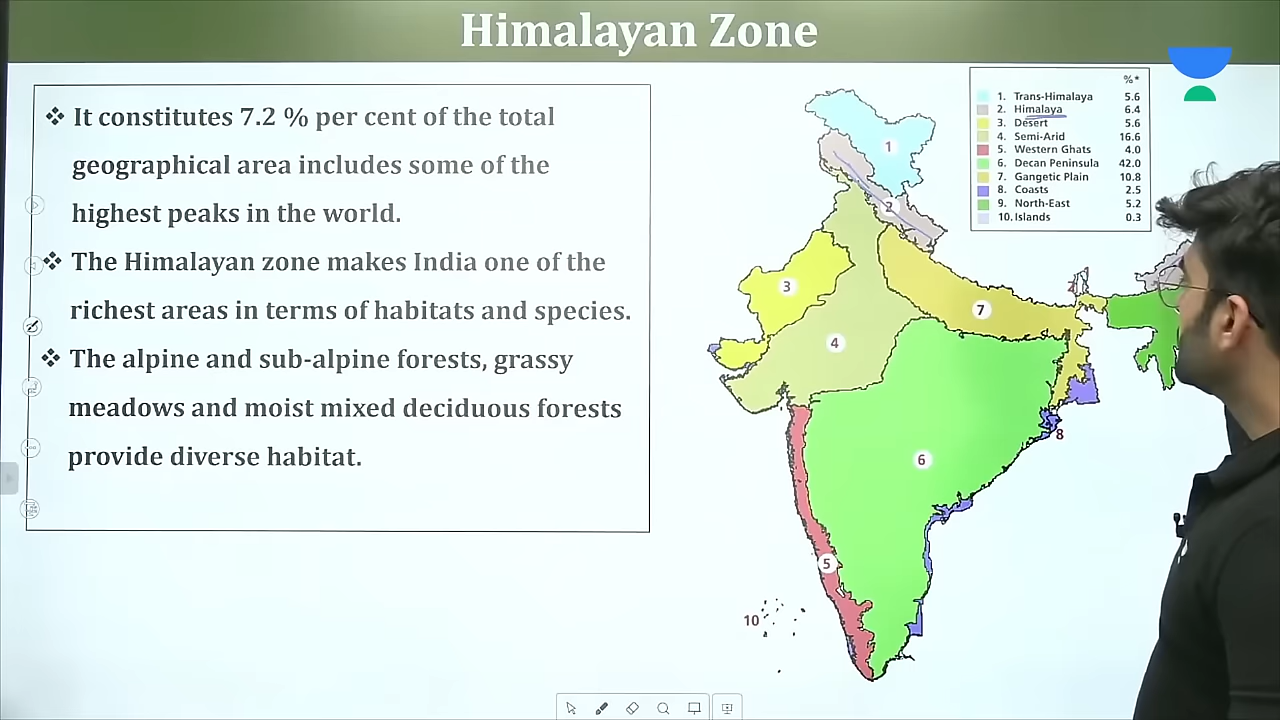 Himalayan Zone
❖ It constitutes 7.2 % per cent of the total
geographical area includes some of the
highest peaks in the world.
❖ The Himalayan zone makes India one of the
richest areas in terms of habitats and species.
❖ The alpine and sub-alpine forests, grassy
meadows and moist mixed deciduous forests
provide diverse habitat.
%*
1. Trans-Himalaya 5.6
2. Himalaya 6.4
3. Desert 5.6
4. Semi-Arid 16.6
5. Western Ghats 4.0
6. Decan Peninsula 42.0
7. Gangetic Plain 10.8
8. Coasts 2.5
9. North-East 5.2
10. Islands 0.3
1
2
2
3
7
4
8
6
5
10